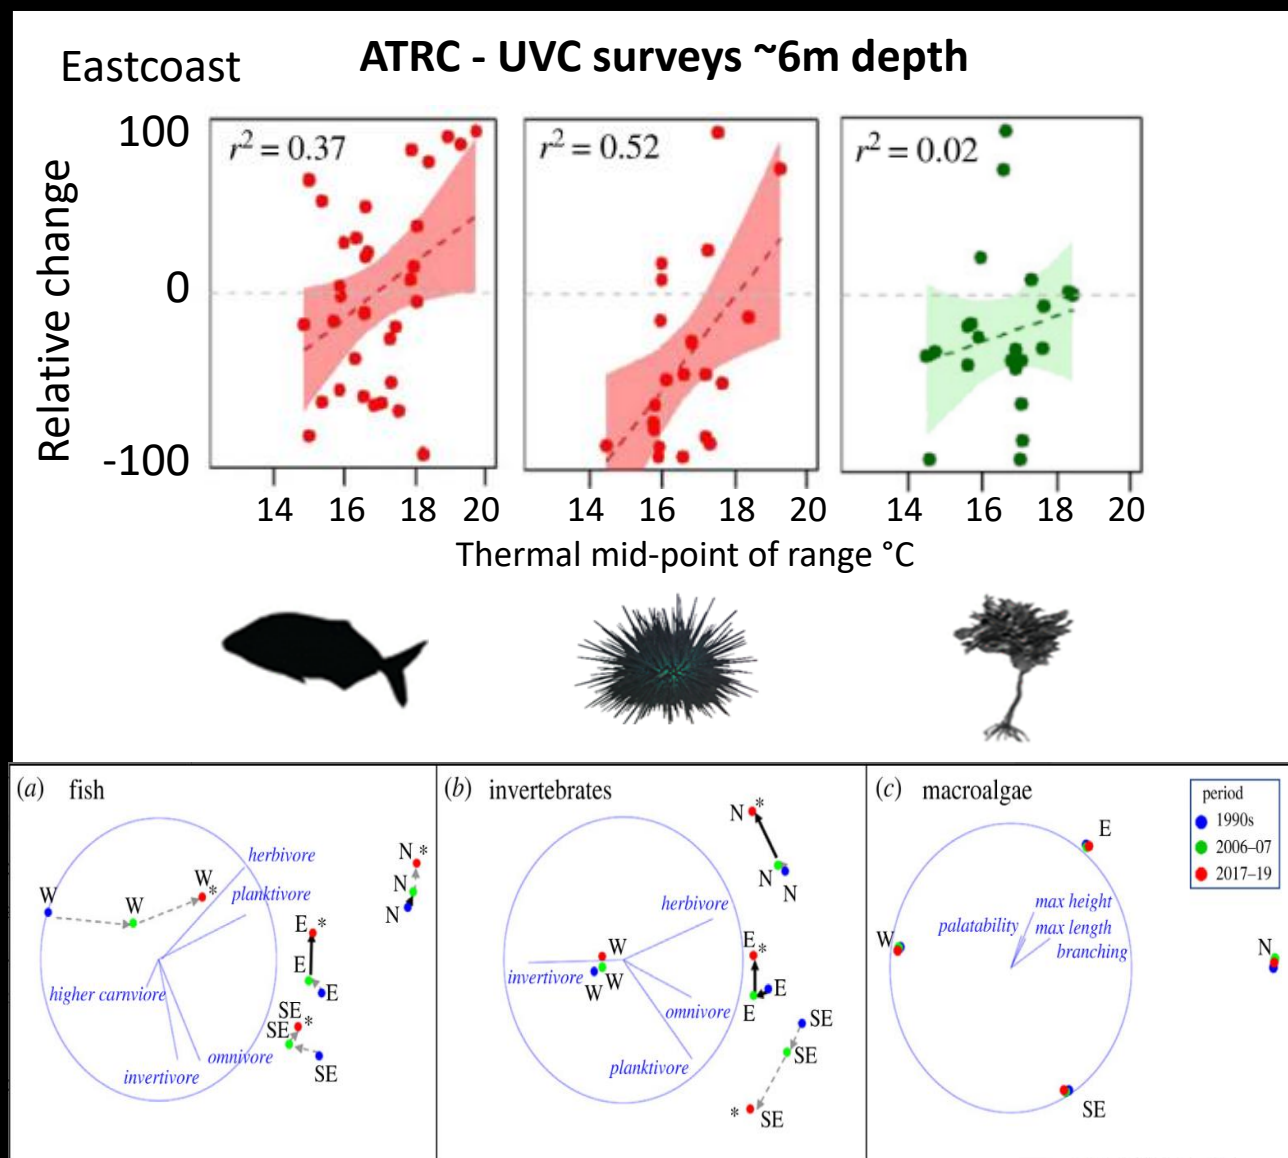 Eastcoast
ATRC - UVC surveys ~6m depth
Relative change
100
0
-100
r² = 0.37
r² = 0.52
r² = 0.02
14 16 18 20
14 16 18 20
14 16 18 20
Thermal mid-point of range °C
(a) fish
W
W
W
*
herbivore
planktivore
higher carnviore
invertivore
omnivore
N *
N
N
E *
E
E
SE
*
SE
SE
(b) invertebrates
N *
N
N
herbivore
invertivore
omnivore
planktivore
W
W
W
E
*
E
E
SE
SE
* SE
(c) macroalgae
period
1990s
2006–07
2017–19
E
max height
palatability
max length
branching
W
N
SE